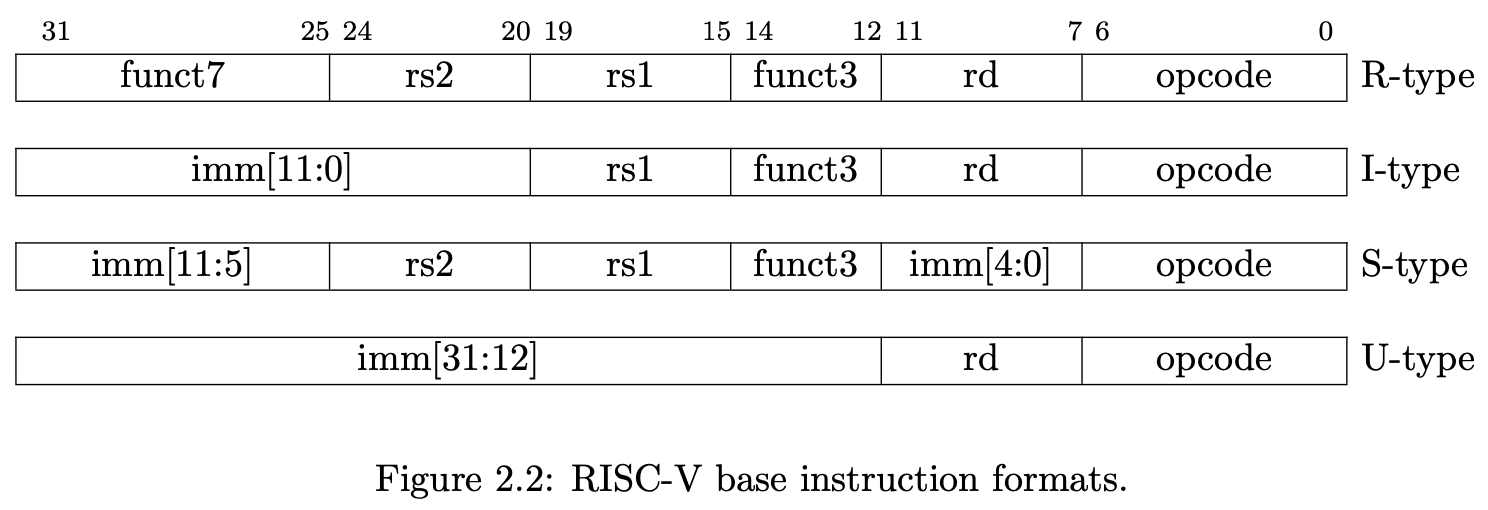 31 25 24 20 19 15 14 12 11 7 6 0
funct7 rs2 rs1 funct3 rd opcode R-type
imm[11:0] rs1 funct3 rd opcode I-type
imm[11:5] rs2 rs1 funct3 imm[4:0] opcode S-type
imm[31:12] rd opcode U-type
Figure 2.2: RISC-V base instruction formats.